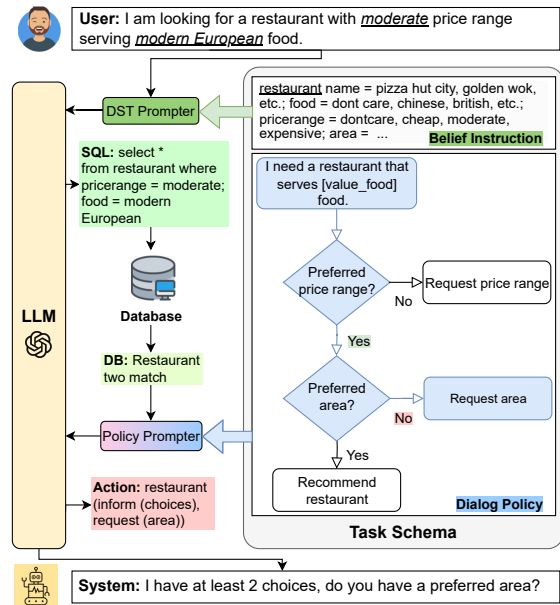 User: I am looking for a restaurant with moderate price range
serving modern European food.
DST Prompter
restaurant name = pizza hut city, golden wok,
etc.; food = dont care, chinese, british, etc.;
pricerange = dontcare, cheap, moderate,
expensive; area = ...
Belief Instruction
SQL: select *
from restaurant where
pricerange = moderate;
food = modern
European
I need a restaurant that
serves [value_food]
food.
Preferred
price range?
No
Request price range
Yes
LLM
Database
DB: Restaurant
two match
Preferred
area?
No
Request area
Policy Prompter
Yes
Recommend
restaurant
Dialog Policy
Action: restaurant
(inform (choices),
request (area))
Task Schema
System: I have at least 2 choices, do you have a preferred area?